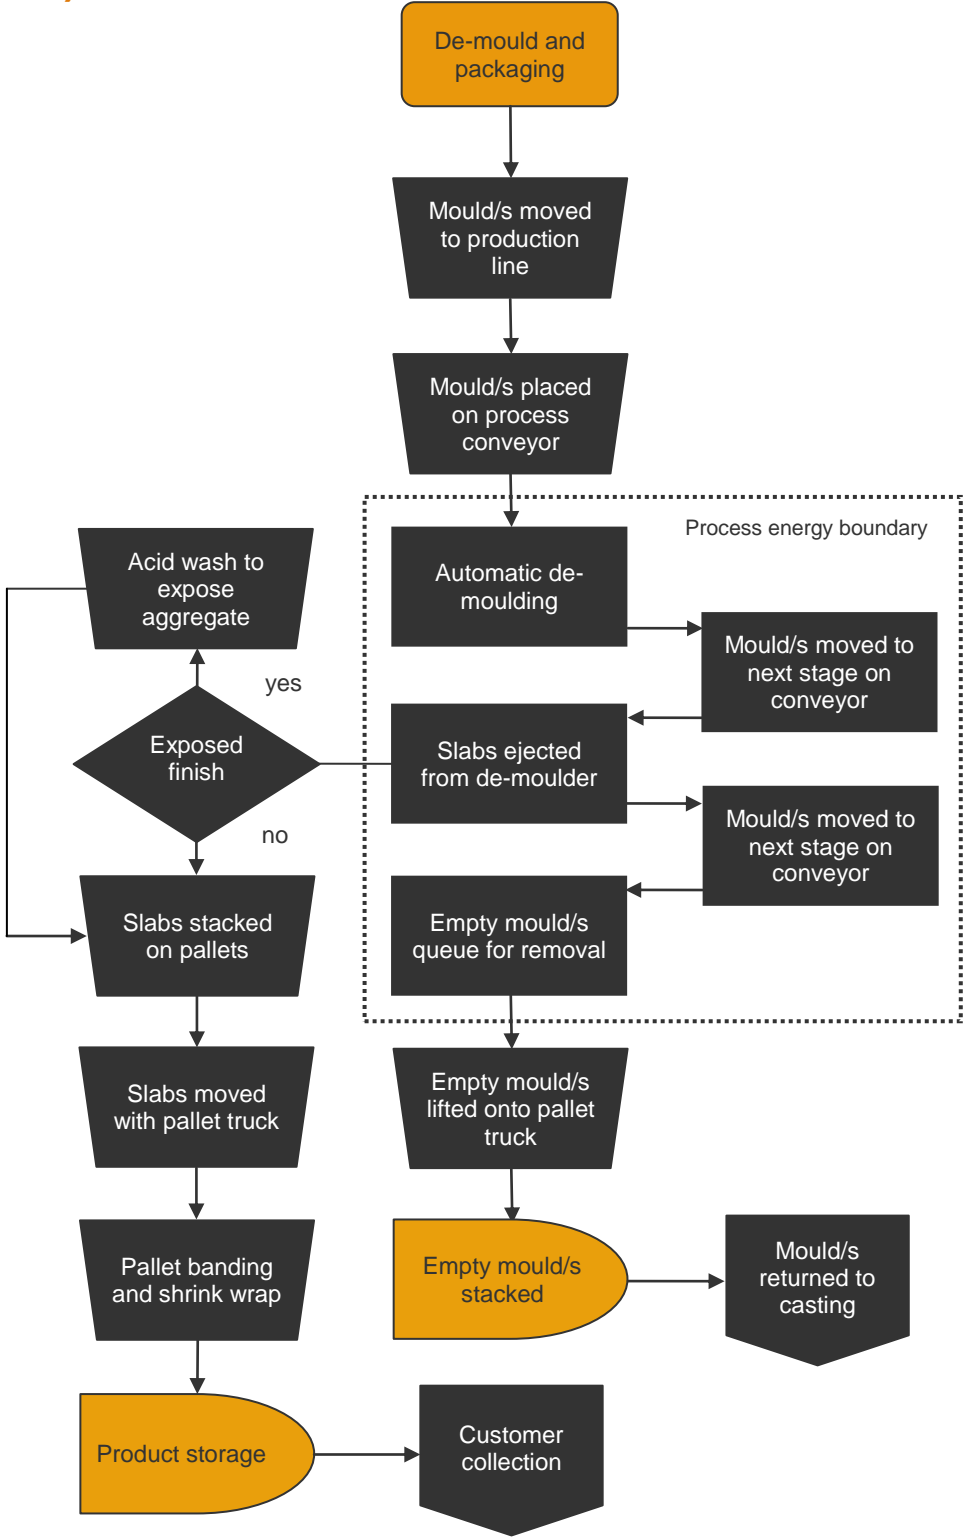 De-mould and
packaging
Mould/s moved
to production
line
Mould/s placed
on process
conveyor
Process energy boundary
Automatic de-
moulding
Acid wash to
expose
aggregate
Mould/s moved to
next stage on
conveyor
yes
Exposed
finish
Slabs ejected
from de-moulder
no
Mould/s moved to
next stage on
conveyor
Slabs stacked
on pallets
Empty mould/s
queue for removal
Slabs moved
with pallet truck
Empty mould/s
lifted onto pallet
truck
Pallet banding
and shrink wrap
Empty mould/s
stacked
Mould/s
returned to
casting
Product storage
Customer
collection